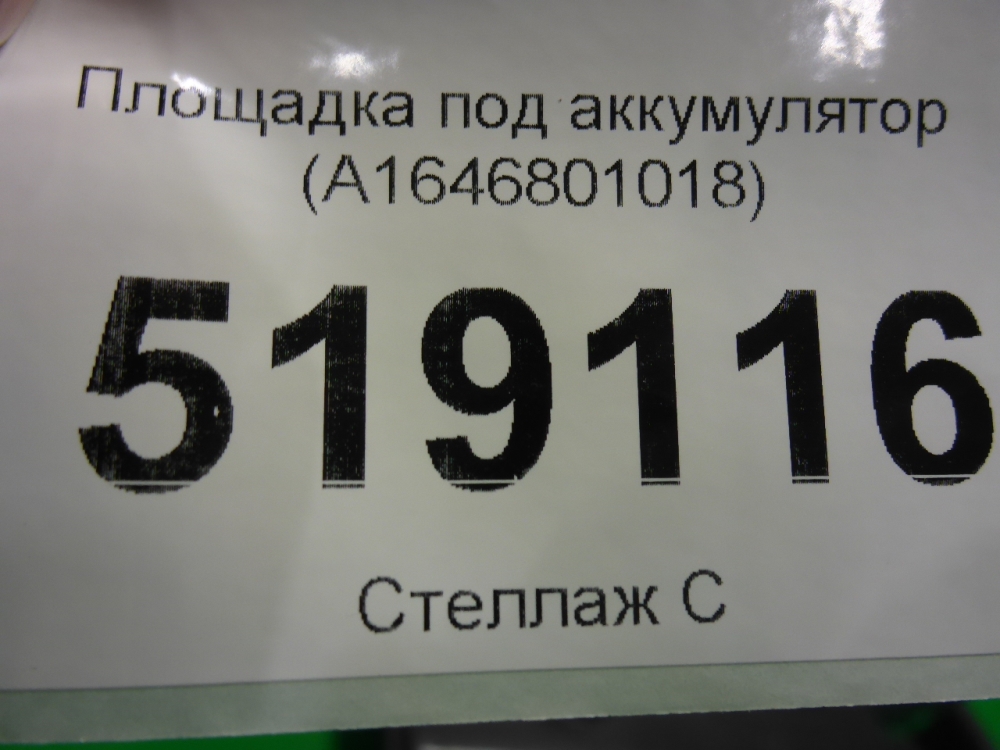 Площадка под аккумулятор
(A1646801018)
519116
Стеллаж С